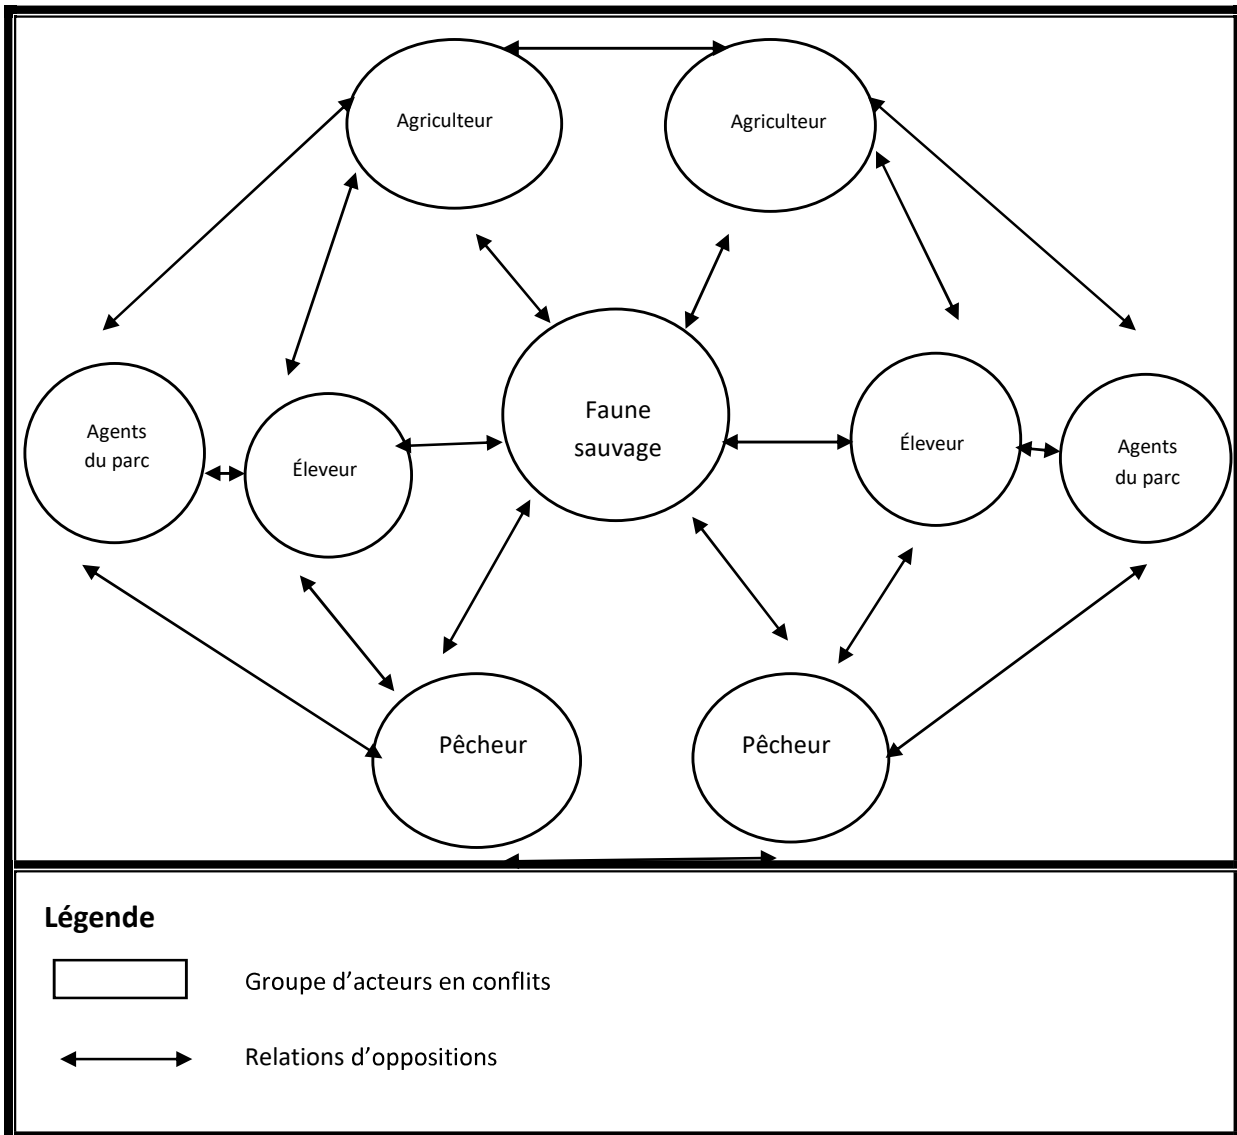 Agriculteur
Agriculteur
Faune
sauvage
Agents
du parc
Éleveur
Éleveur
Agents
du parc
Pêcheur
Pêcheur
Légende
Groupe d’acteurs en conflits
Relations d’oppositions